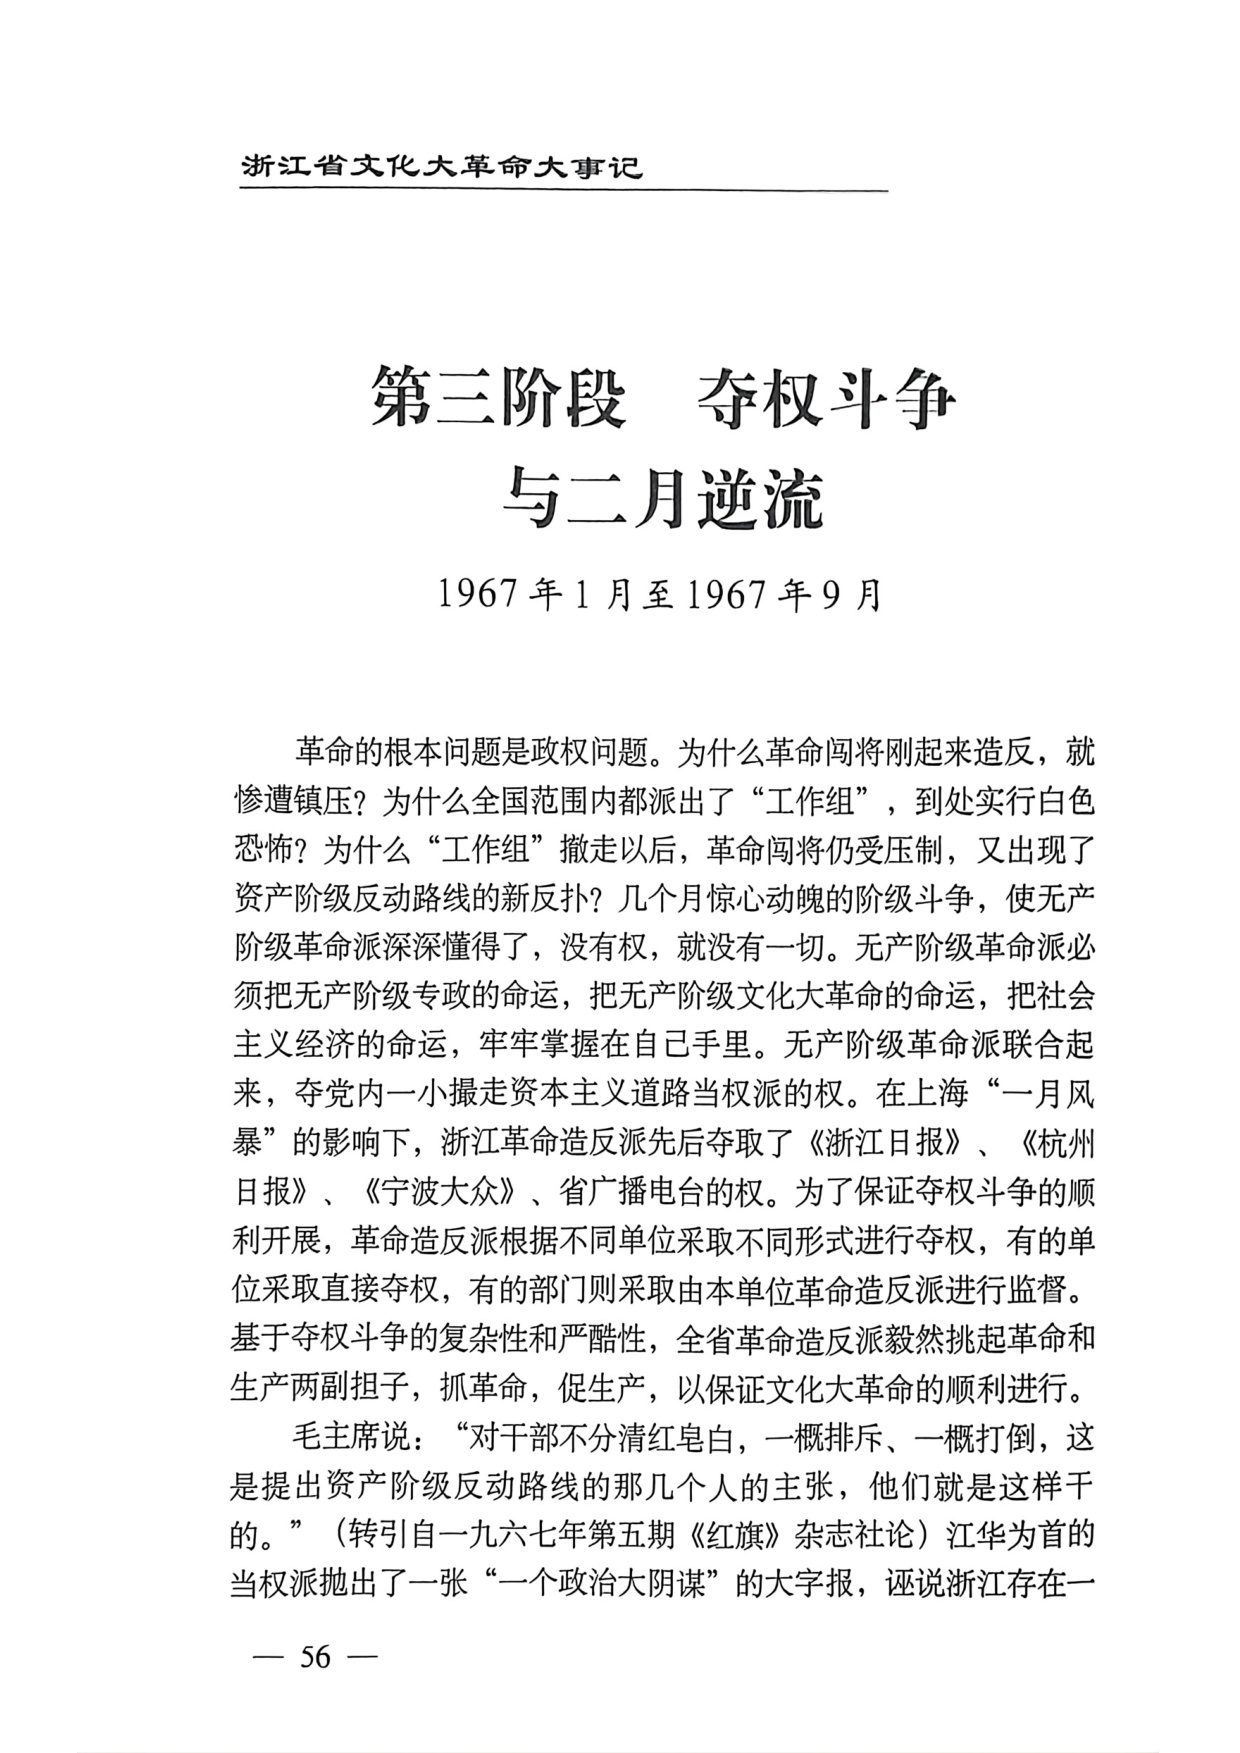 浙江省文化大革命大事记
第三阶段　夺权斗争
与二月逆流
1967年1月至1967年9月
革命的根本问题是政权问题。为什么革命闯将刚起来造反，就
惨遭镇压？为什么全国范围内都派出了“工作组”，到处实行白色
恐怖？为什么“工作组”撤走以后，革命闯将仍受压制，又出现了
资产阶级反动路线的新反扑？几个月惊心动魄的阶级斗争，使无产
阶级革命派深深懂得了，没有权，就没有一切。无产阶级革命派必
须把无产阶级专政的命运，把无产阶级文化大革命的命运，把社会
主义经济的命运，牢牢掌握在自己手里。无产阶级革命派联合起
来，夺党内一小撮走资本主义道路当权派的权。在上海“一月风
暴”的影响下，浙江革命造反派先后夺取了《浙江日报》、《杭州
日报》、《宁波大众》、省广播电台的权。为了保证夺权斗争的顺
利开展，革命造反派根据不同单位采取不同形式进行夺权，有的单
位采取直接夺权，有的部门则采取由本单位革命造反派进行监督。
基于夺权斗争的复杂性和严酷性，全省革命造反派毅然挑起革命和
生产两副担子，抓革命，促生产，以保证文化大革命的顺利进行。
毛主席说：“对干部不分清红皂白，一概排斥、一概打倒，这
是提出资产阶级反动路线的那几个人的主张，他们就是这样干
的。”（转引自一九六七年第五期《红旗》杂志社论）江华为首的
当权派抛出了一张“一个政治大阴谋”的大字报，诬说浙江存在一
— 56 —